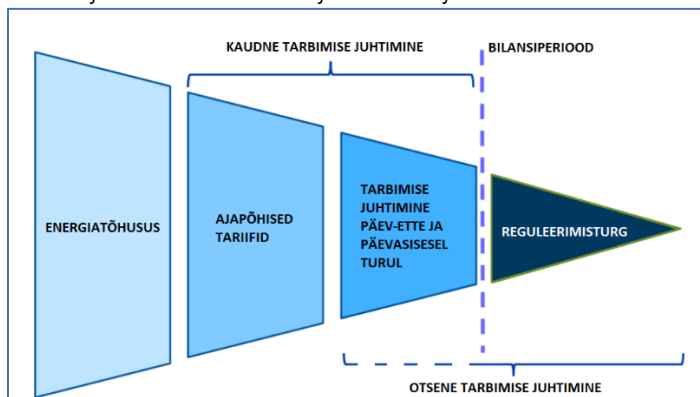 KAUDNE TARBIMISE JUHTIMINE
BILANSIPERIOOD
ENERGIATÕHUSUS
AJAPÕHISED
TARIIFID
TARBIMISE
JUHTIMINE
PÄEV-ETTE JA
PÄEVASISESEL
TURUL
REGULEERIMISTURG
OTSENE TARBIMISE JUHTIMINE